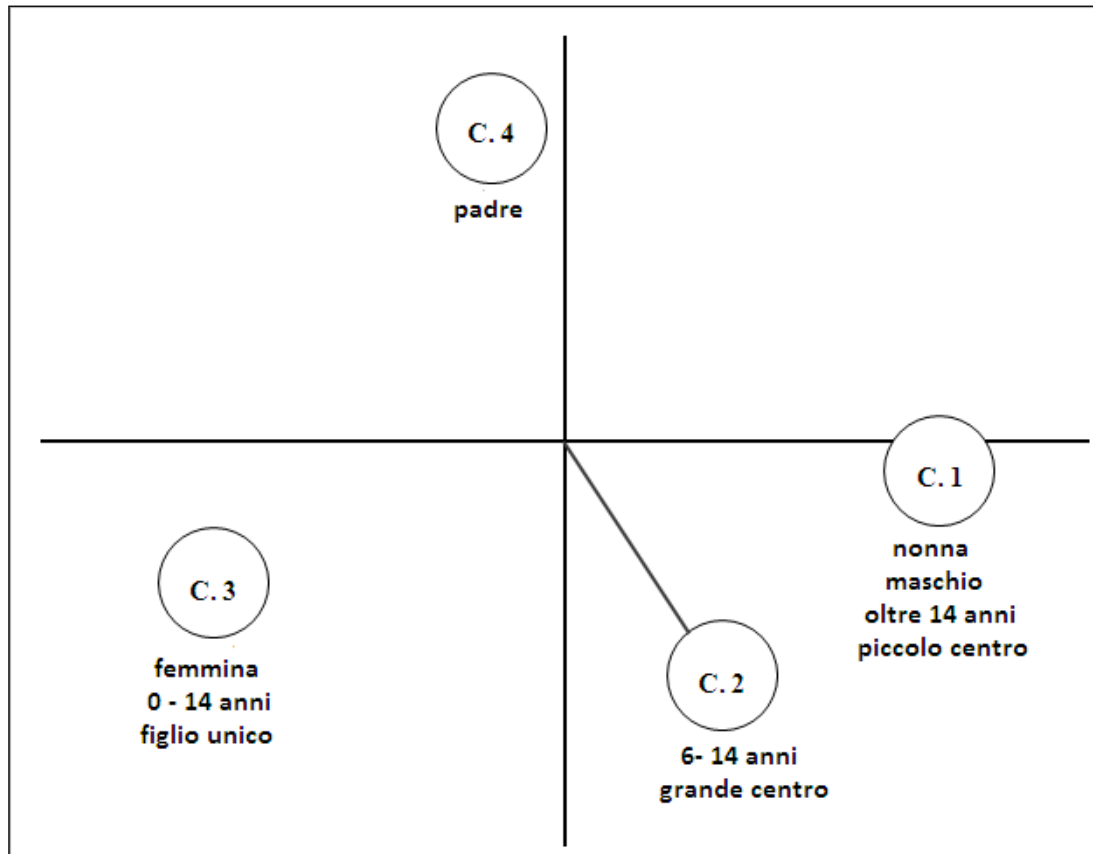 C. 4
padre
C. 1
nonna
maschio
oltre 14 anni
piccolo centro
C. 3
femmina
0 - 14 anni
figlio unico
C. 2
6- 14 anni
grande centro